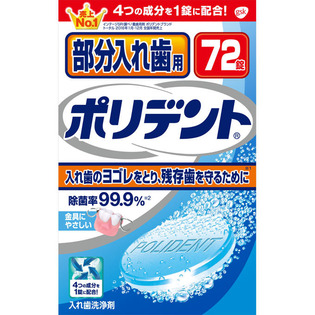 売上
No.1
4つの成分を1錠に配合!
gsk
部分入れ歯用
72錠
ポリデント®
入れ歯のヨゴレをとり、残存歯を守るために
除菌率99.9%※2
金具に
やさしい
POLIDENT
4つの成分を
1錠に配合!
入れ歯洗浄剤